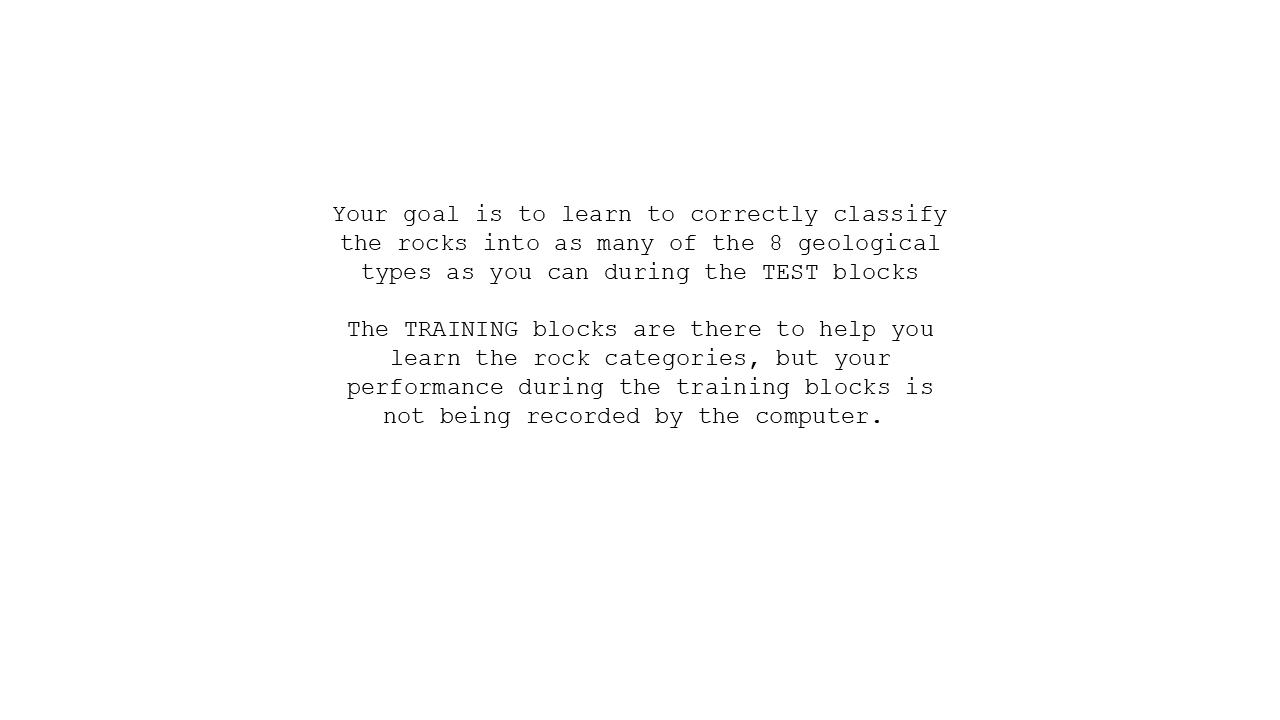 Your goal is to learn to correctly classify
the rocks into as many of the 8 geological
types as you can during the TEST blocks
The TRAINING blocks are there to help you
learn the rock categories, but your
performance during the training blocks is
not being recorded by the computer.